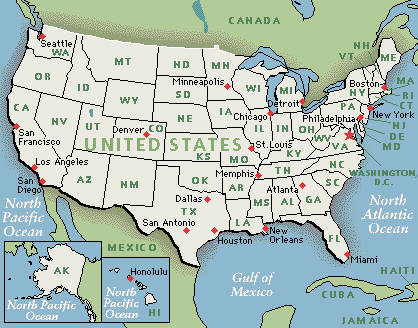 CANADA
Seattle
WA
MT
ND
MN
VT
NH
ME
OR
ID
WY
SD
Minneapolis
WI
MI
NY
Boston
MA
RI
CT
NJ
DE
MD
Detroit
Chicago
Philadelphia
New York
PA
CA
NV
UT
Denver
CO
NE
IA
IL
IN
OH
WV
VA
San
Francisco
UNITED STATES
KS
MO
St.Louis
KY
WASHINGTON,
D.C.
Los Angeles
San
Diego
AZ
NM
OK
AR
Memphis
TN
NC
SC
Atlanta
MS
AL
GA
Dallas
TX
LA
North
Pacific
Ocean
North
Atlantic
Ocean
San Antonio
Houston
New
Orleans
FL
Miami
MEXICO
Gulf of
Mexico
AK
North Pacific
Ocean
Honolulu
North
Pacific
Ocean
HI
CUBA
HAITI
JAMAICA